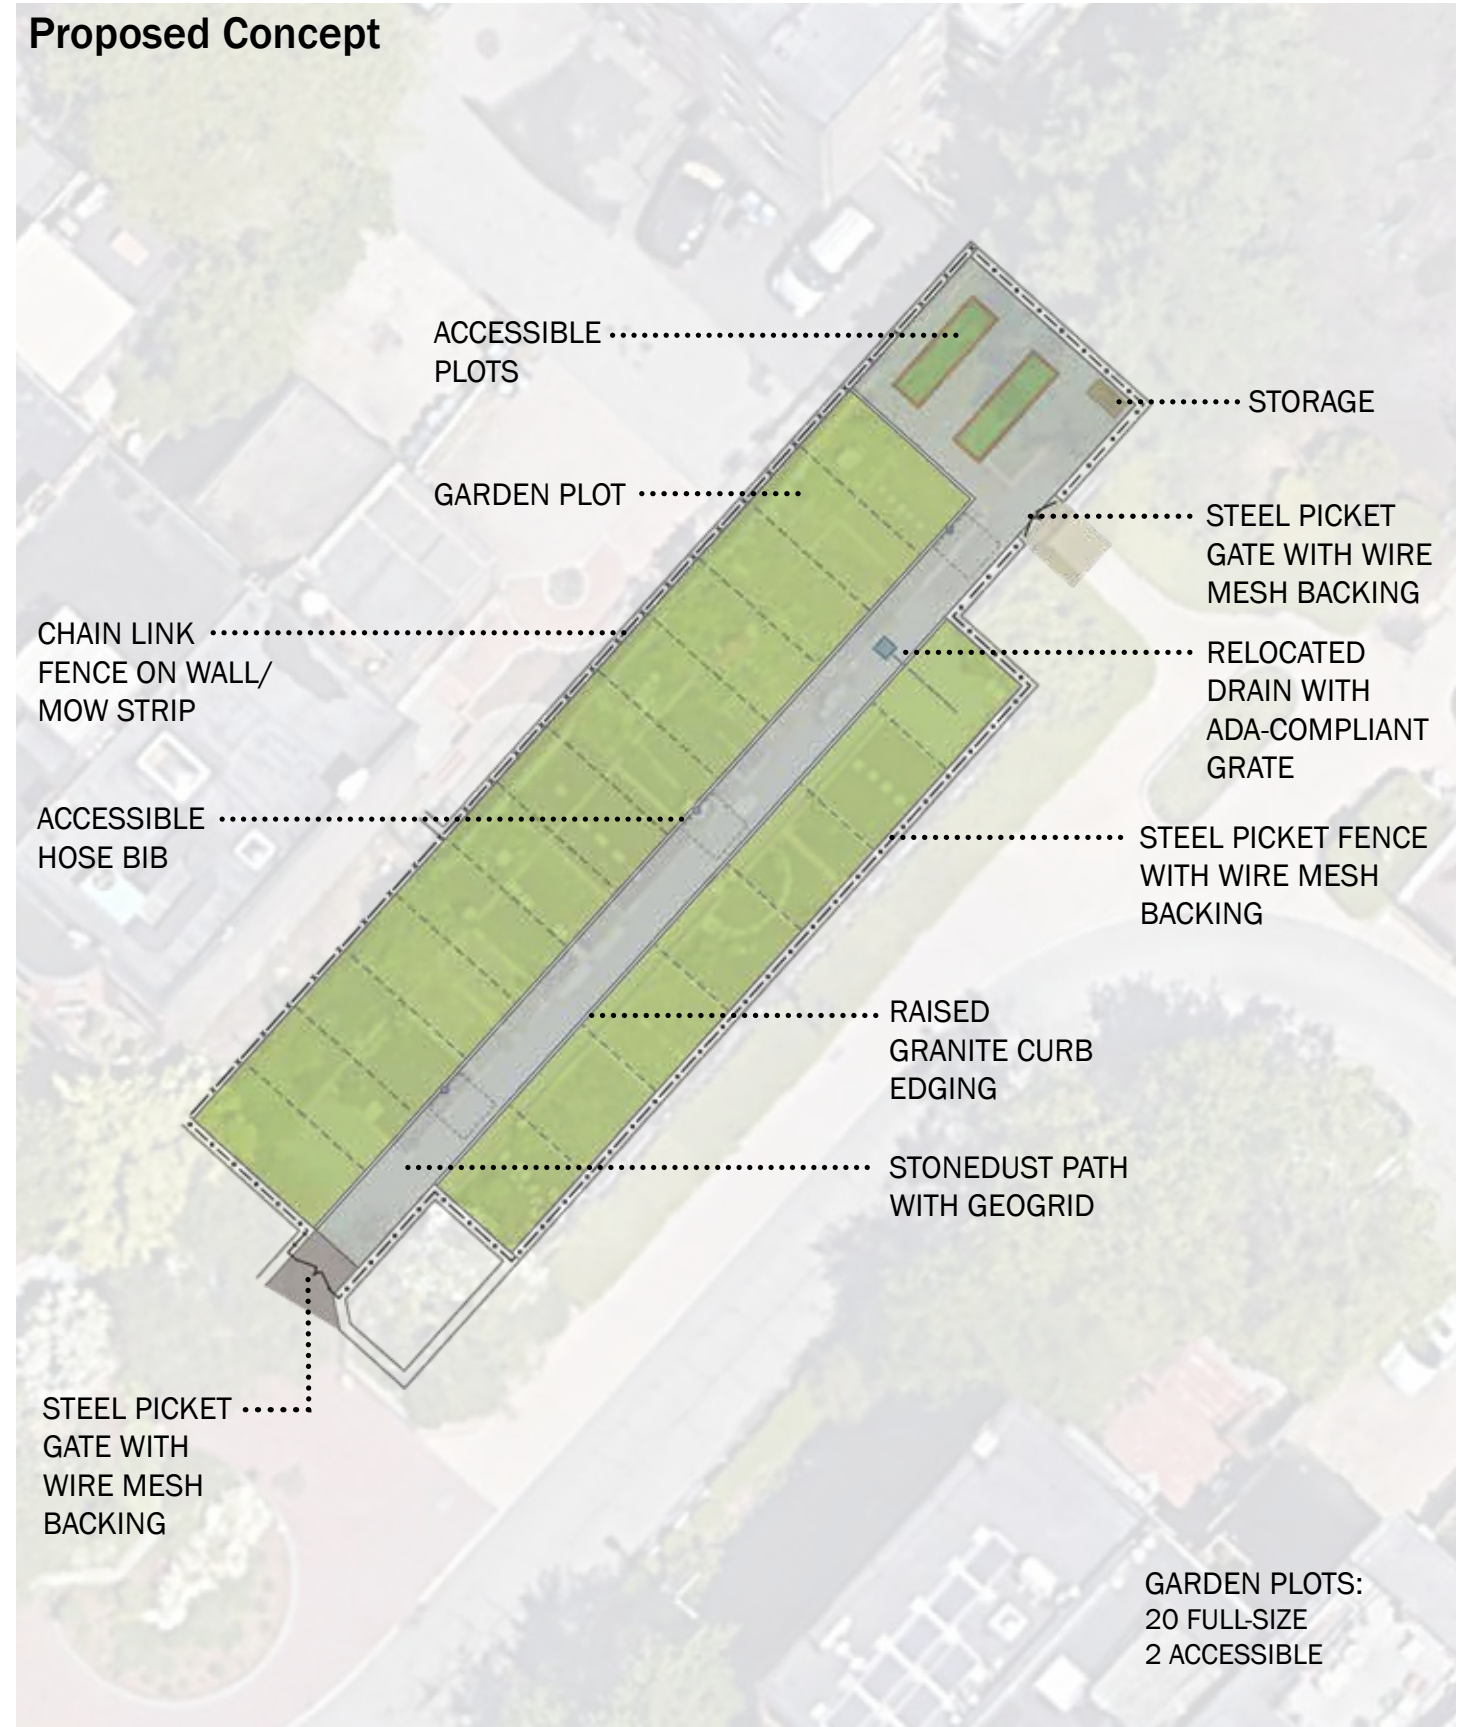 Proposed Concept
ACCESSIBLE
PLOTS
STORAGE
GARDEN PLOT
STEEL PICKET
GATE WITH WIRE
MESH BACKING
CHAIN LINK
FENCE ON WALL/
MOW STRIP
RELOCATED
DRAIN WITH
ADA-COMPLIANT
GRATE
ACCESSIBLE
HOSE BIB
STEEL PICKET FENCE
WITH WIRE MESH
BACKING
RAISED
GRANITE CURB
EDGING
STONEDUST PATH
WITH GEOGRID
STEEL PICKET
GATE WITH
WIRE MESH
BACKING
GARDEN PLOTS:
20 FULL-SIZE
2 ACCESSIBLE